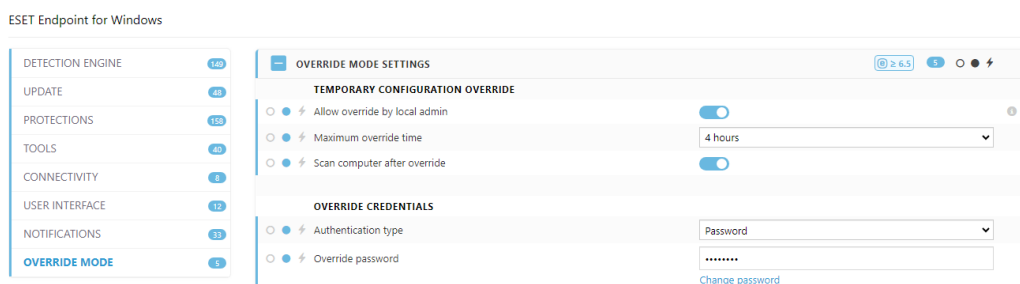 ESET Endpoint for Windows
DETECTION ENGINE 149
UPDATE 48
PROTECTIONS 158
TOOLS 40
CONNECTIVITY 8
USER INTERFACE 12
NOTIFICATIONS 33
OVERRIDE MODE 5
OVERRIDE MODE SETTINGS ≥ 6.5 5
TEMPORARY CONFIGURATION OVERRIDE
Allow override by local admin
Maximum override time 4 hours
Scan computer after override
OVERRIDE CREDENTIALS
Authentication type Password
Override password ••••••••
Change password